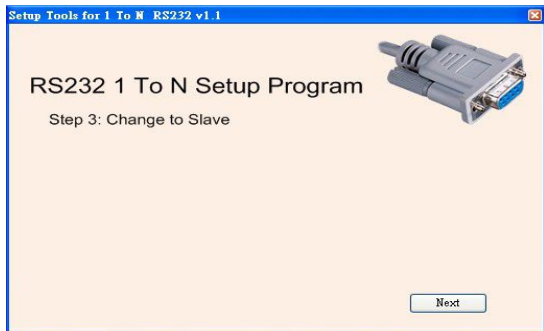 Setup Tools for 1 To N RS232 v1.1
RS232 1 To N Setup Program
Step 3: Change to Slave
Next